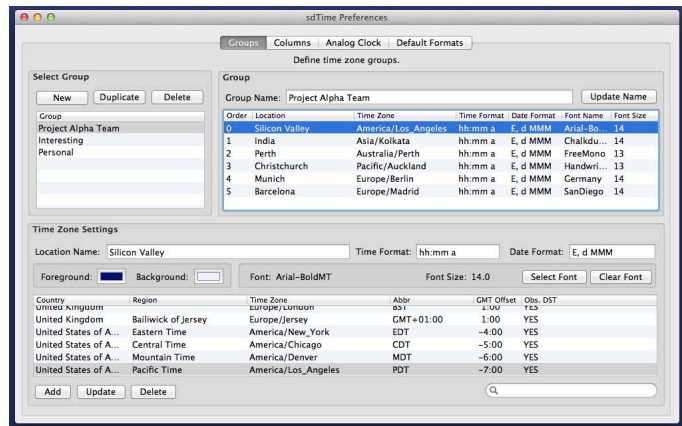 sdTime Preferences
Groups Columns Analog Clock Default Formats
Define time zone groups.
Select Group
New Duplicate Delete
Group
Project Alpha Team
Interesting
Personal
Group
Group Name: Project Alpha Team Update Name
Order Location Time Zone Time Format Date Format Font Name Font Size
0 Silicon Valley America/Los_Angeles hh:mm a E, d MMM Arial-Bo... 14
1 India Asia/Kolkata hh:mm a E, d MMM Chalkdu... 14
2 Perth Australia/Perth hh:mm a E, d MMM FreeMono 13
3 Christchurch Pacific/Auckland hh:mm a E, d MMM Handwri... 13
4 Munich Europe/Berlin hh:mm a E, d MMM Germany 14
5 Barcelona Europe/Madrid hh:mm a E, d MMM SanDiego 14
Time Zone Settings
Location Name: Silicon Valley Time Format: hh:mm a Date Format: E, d MMM
Foreground: Background: Font: Arial-BoldMT Font Size: 14.0 Select Font Clear Font
Country Region Time Zone Abbr GMT Offset Obs. DST
United Kingdom Europe/London BST 1:00 YES
United Kingdom Bailiwick of Jersey Europe/Jersey GMT+01:00 1:00 YES
United States of A... Eastern Time America/New_York EDT -4:00 YES
United States of A... Central Time America/Chicago CDT -5:00 YES
United States of A... Mountain Time America/Denver MDT -6:00 YES
United States of A... Pacific Time America/Los_Angeles PDT -7:00 YES
Add Update Delete